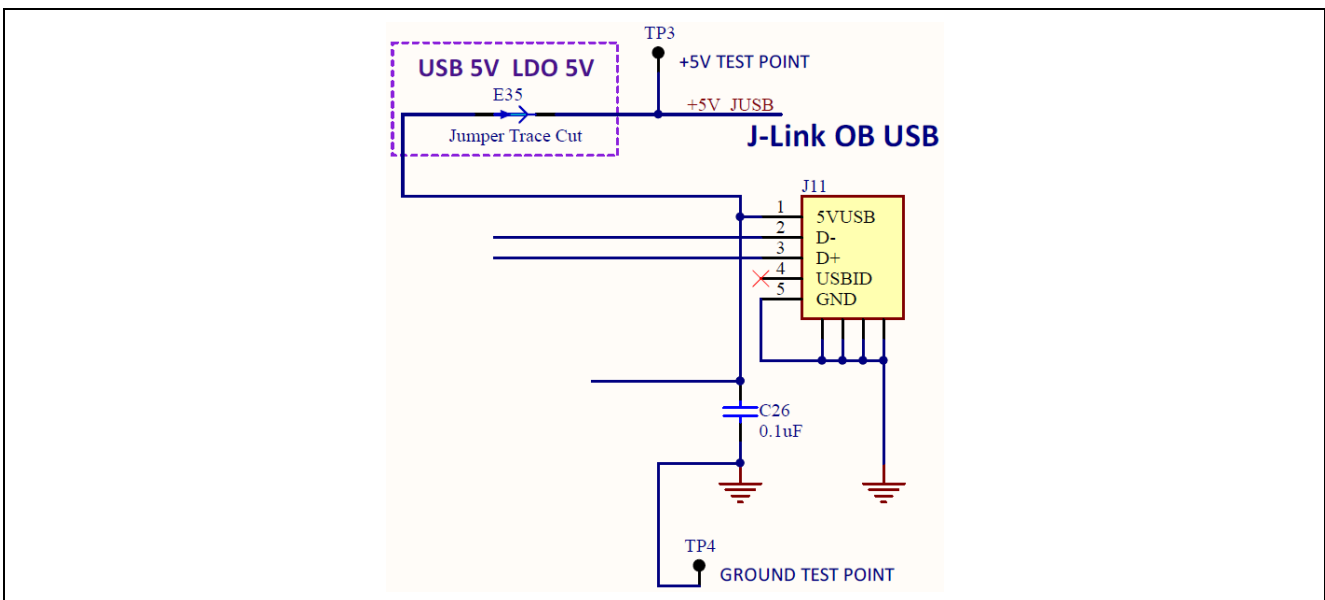 TP3
+5V TEST POINT
USB 5V LDO 5V
E35
+5V_JUSB
Jumper Trace Cut
J-Link OB USB
J11
1 5VUSB
2 D-
3 D+
4 USBID
5 GND
C26
0.1uF
TP4
GROUND TEST POINT